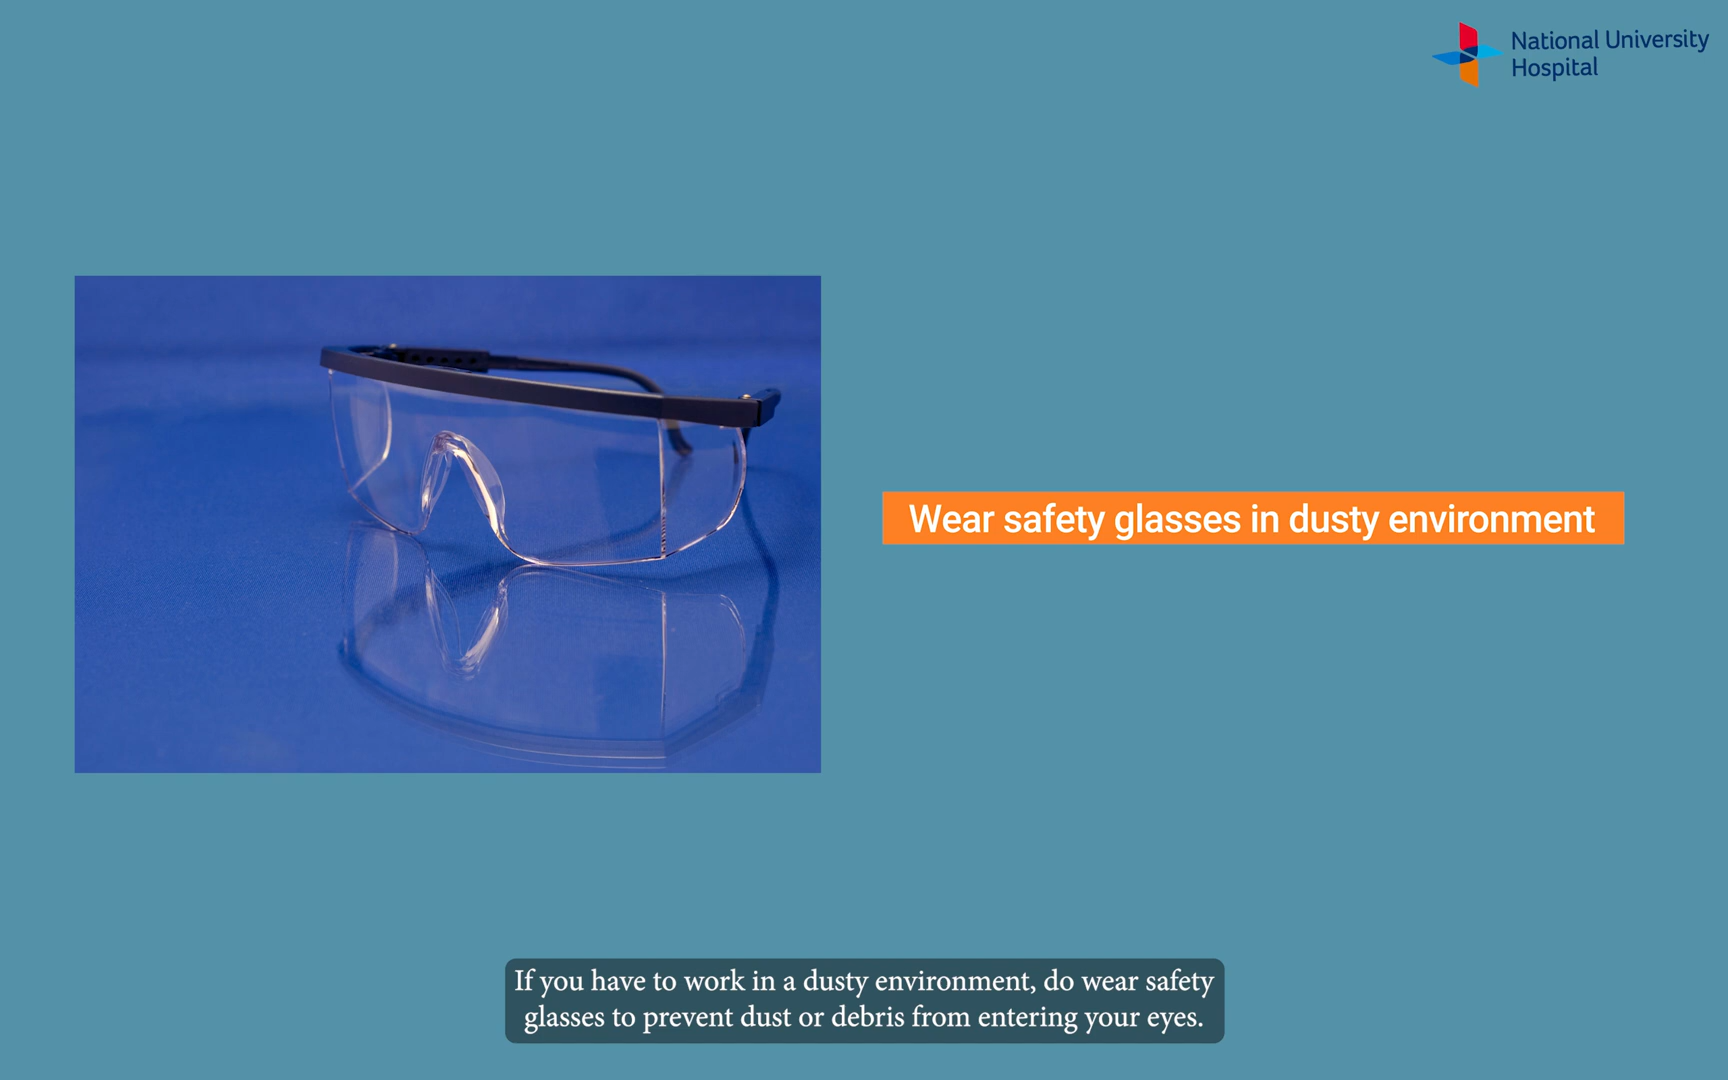 National University
Hospital
Wear safety glasses in dusty environment
If you have to work in a dusty environment, do wear safety
glasses to prevent dust or debris from entering your eyes.